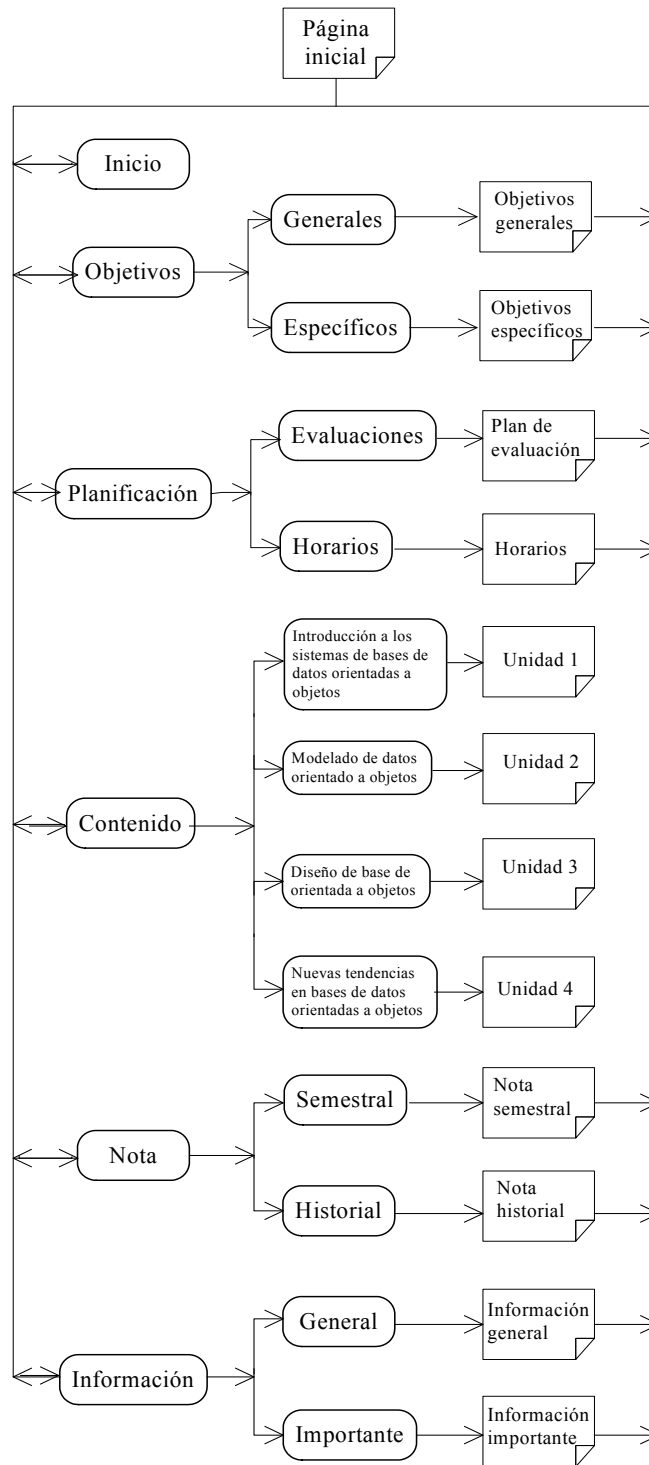 Página
inicial
Inicio
Objetivos
Generales
Objetivos
generales
Específicos
Objetivos
específicos
Planificación
Evaluaciones
Plan de
evaluación
Horarios
Horarios
Contenido
Introducción a los
sistemas de bases de
datos orientadas a
objetos
Unidad 1
Modelado de datos
orientado a objetos
Unidad 2
Diseño de base de
orientada a objetos
Unidad 3
Nuevas tendencias
en bases de datos
orientadas a objetos
Unidad 4
Nota
Semestral
Nota
semestral
Historial
Nota
historial
Información
General
Información
general
Importante
Información
importante